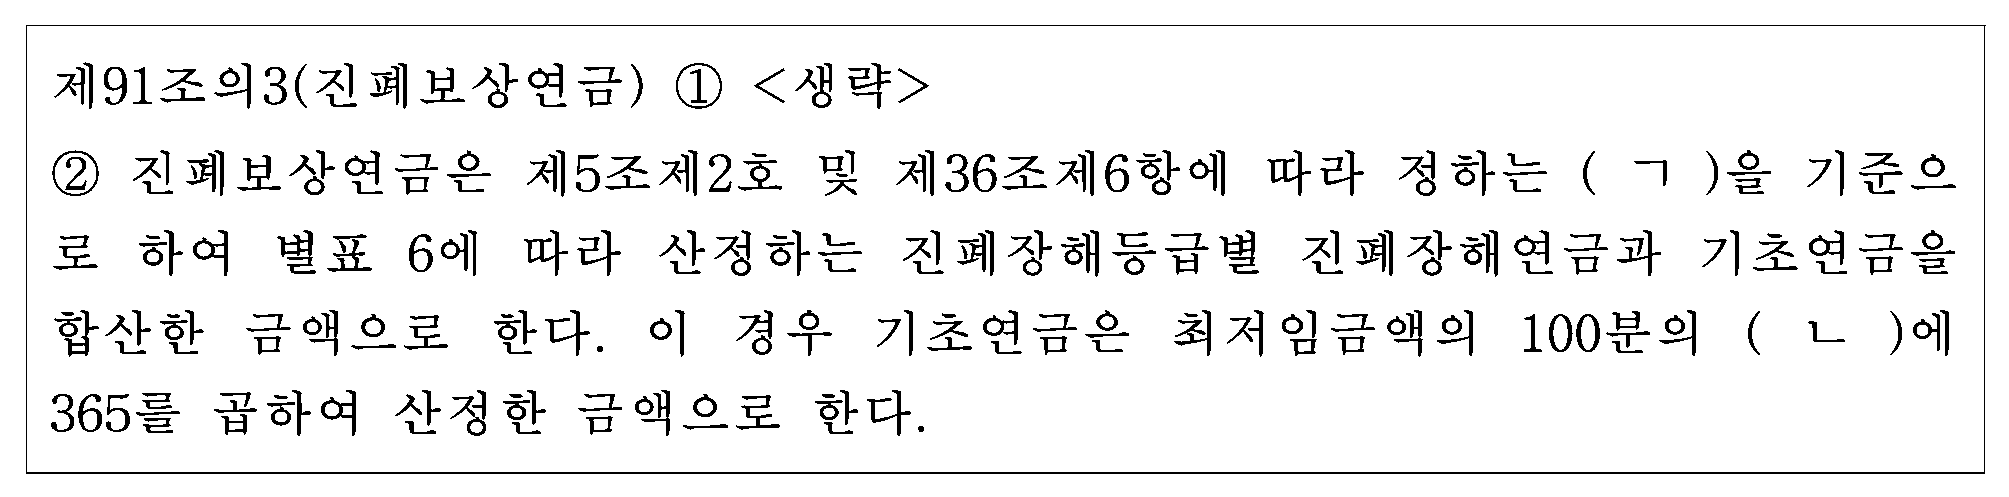 제91조의3(진폐보상연금) ① <생략>
② 진폐보상연금은 제5조제2호 및 제36조제6항에 따라 정하는 ( ㄱ )을 기준으
로 하여 별표 6에 따라 산정하는 진폐장해등급별 진폐장해연금과 기초연금을
합산한 금액으로 한다. 이 경우 기초연금은 최저임금액의 100분의 ( ㄴ )에
365를 곱하여 산정한 금액으로 한다.